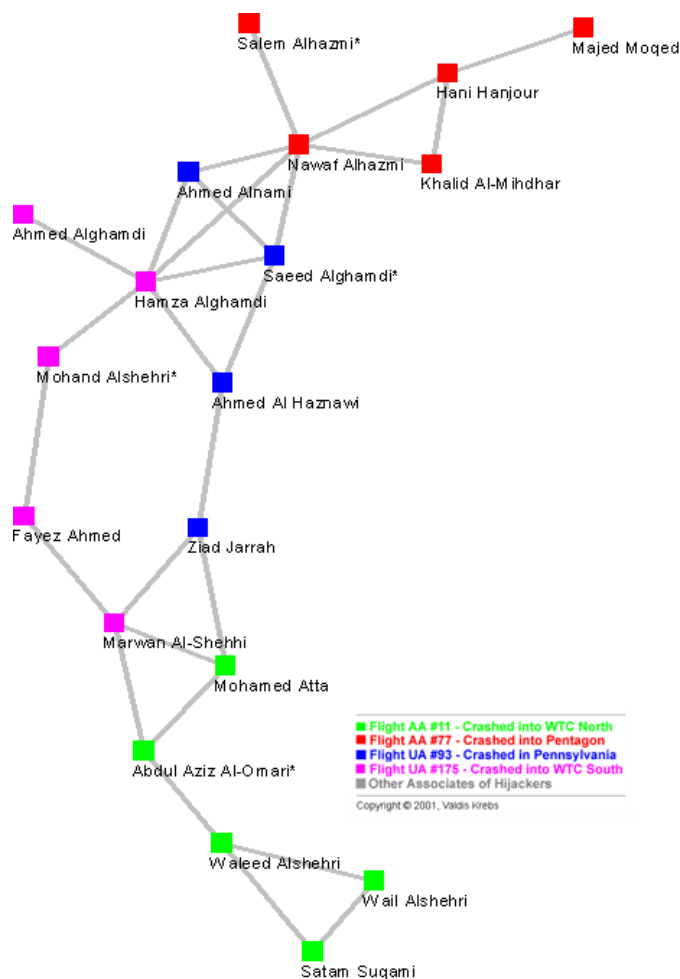 Salem Alhazmi*
Majed Moqed
Hani Hanjour
Nawaf Alhazmi
Khalid Al-Mihdhar
Ahmed Alnami
Ahmed Alghamdi
Saeed Alghamdi*
Hamza Alghamdi
Mohand Alshehri*
Ahmed Al Haznawi
Fayez Ahmed
Ziad Jarrah
Marwan Al-Shehhi
Mohamed Atta
Abdul Aziz Al-Omari*
Waleed Alshehri
Wail Alshehri
Satam Suqami
Flight AA #11 - Crashed into WTC North
Flight AA #77 - Crashed into Pentagon
Flight UA #93 - Crashed in Pennsylvania
Flight UA #175 - Crashed into WTC South
Other Associates of Hijackers
Copyright © 2001, Valdis Krebs